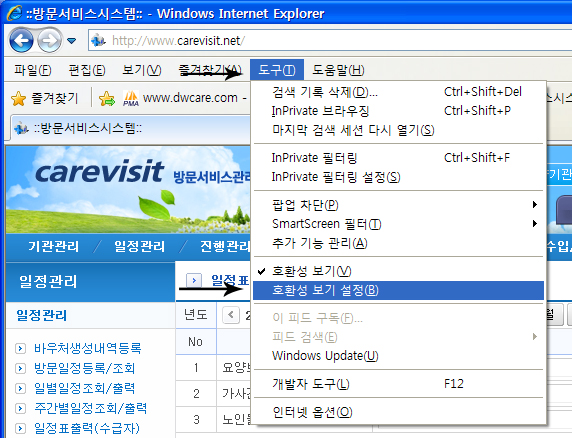 ::방문서비스시스템:: - Windows Internet Explorer
http://www.carevisit.net/
파일(F) 편집(E) 보기(V) 즐겨찾기(A) 도구(T) 도움말(H)
즐겨찾기 PMA www.dwcare.com -
::방문서비스시스템::
carevisit 방문서비스관리
기관관리 일정관리 진행관리
일정관리
일정관리
바우처생성내역등록
방문일정등록/조회
일별일정조회/출력
주간별일정조회/출력
일정표출력(수급자)
일정표
년도 2
No
1 요양보
2 가사간
3 노인돌
검색 기록 삭제(D)... Ctrl+Shift+Del
InPrivate 브라우징 Ctrl+Shift+P
마지막 검색 세션 다시 열기(S)
InPrivate 필터링 Ctrl+Shift+F
InPrivate 필터링 설정(S)
팝업 차단(P)
SmartScreen 필터(T)
추가 기능 관리(A)
호환성 보기(V)
호환성 보기 설정(B)
이 피드 구독(F)...
피드 검색(E)
Windows Update(U)
개발자 도구(L) F12
인터넷 옵션(O)
수입/
월